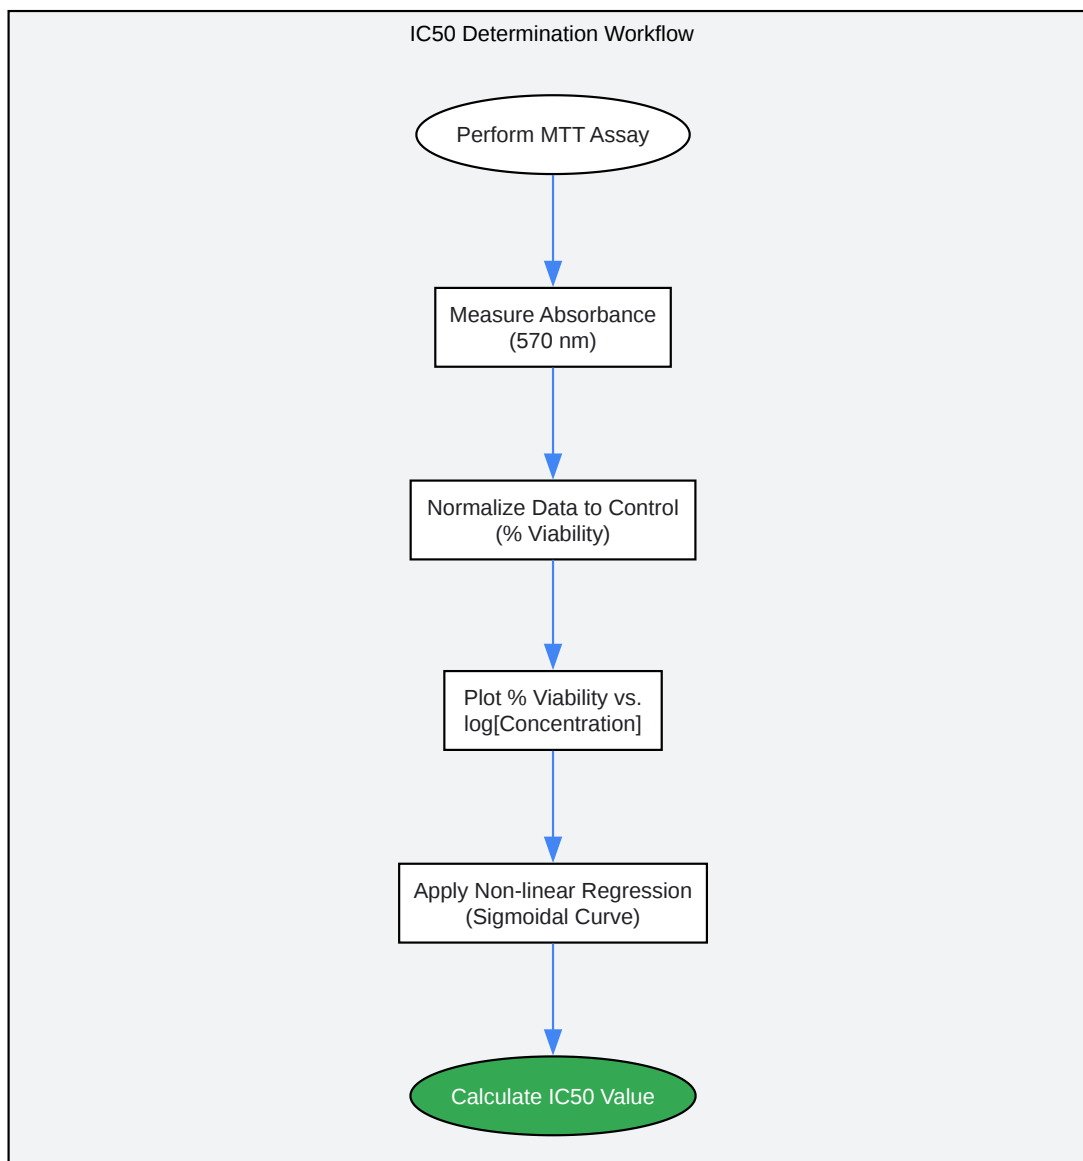 IC50 Determination Workflow
Perform MTT Assay
Measure Absorbance
(570 nm)
Normalize Data to Control
(% Viability)
Plot % Viability vs.
log[Concentration]
Apply Non-linear Regression
(Sigmoidal Curve)
Calculate IC50 Value